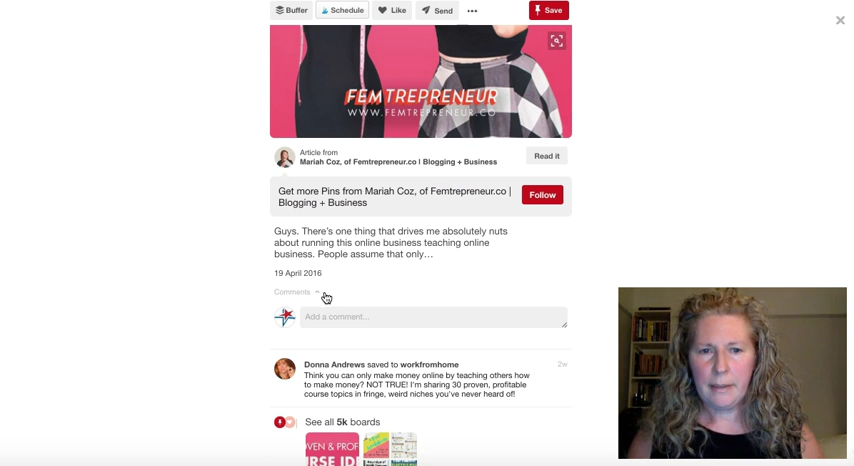 Buffer Schedule Like Send ••• Save
FEMTREPRENEUR
WWW.FEMTREPRENEUR.CO
Article from
Mariah Coz, of Femtrepreneur.co | Blogging + Business
Read it
Get more Pins from Mariah Coz, of Femtrepreneur.co |
Blogging + Business
Follow
Guys. There's one thing that drives me absolutely nuts
about running this online business teaching online
business. People assume that only…
19 April 2016
Comments
Add a comment...
Donna Andrews saved to workfromhome
2w
Think you can only make money online by teaching others how
to make money? NOT TRUE! I'm sharing 30 proven, profitable
course topics in fringe, weird niches you've never heard of!
See all 5k boards
VEN & PROF
RSE ID